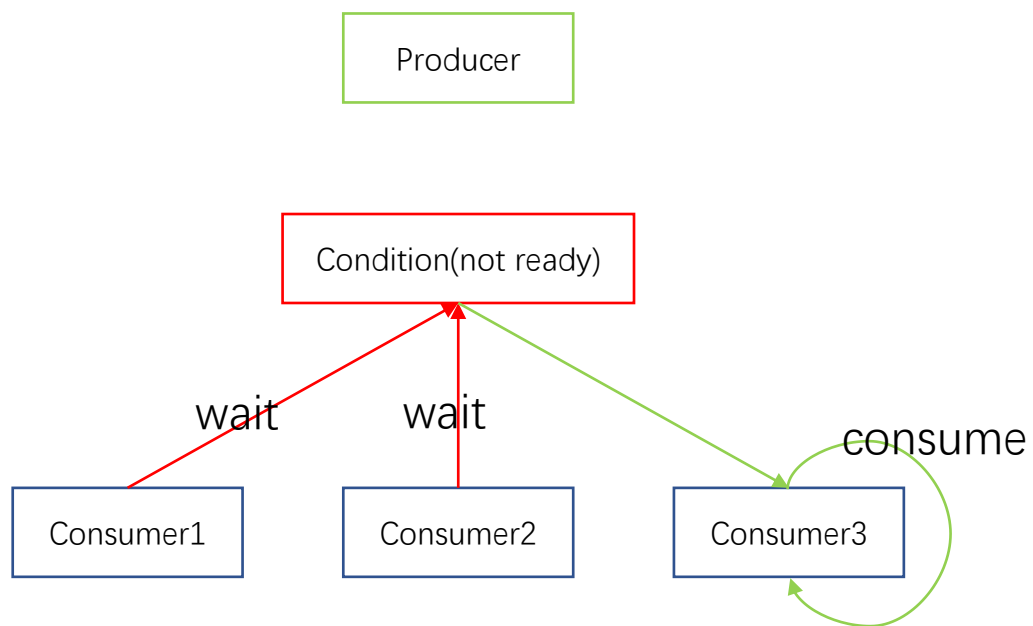 Producer
Condition(not ready)
wait
wait
consume
Consumer1
Consumer2
Consumer3